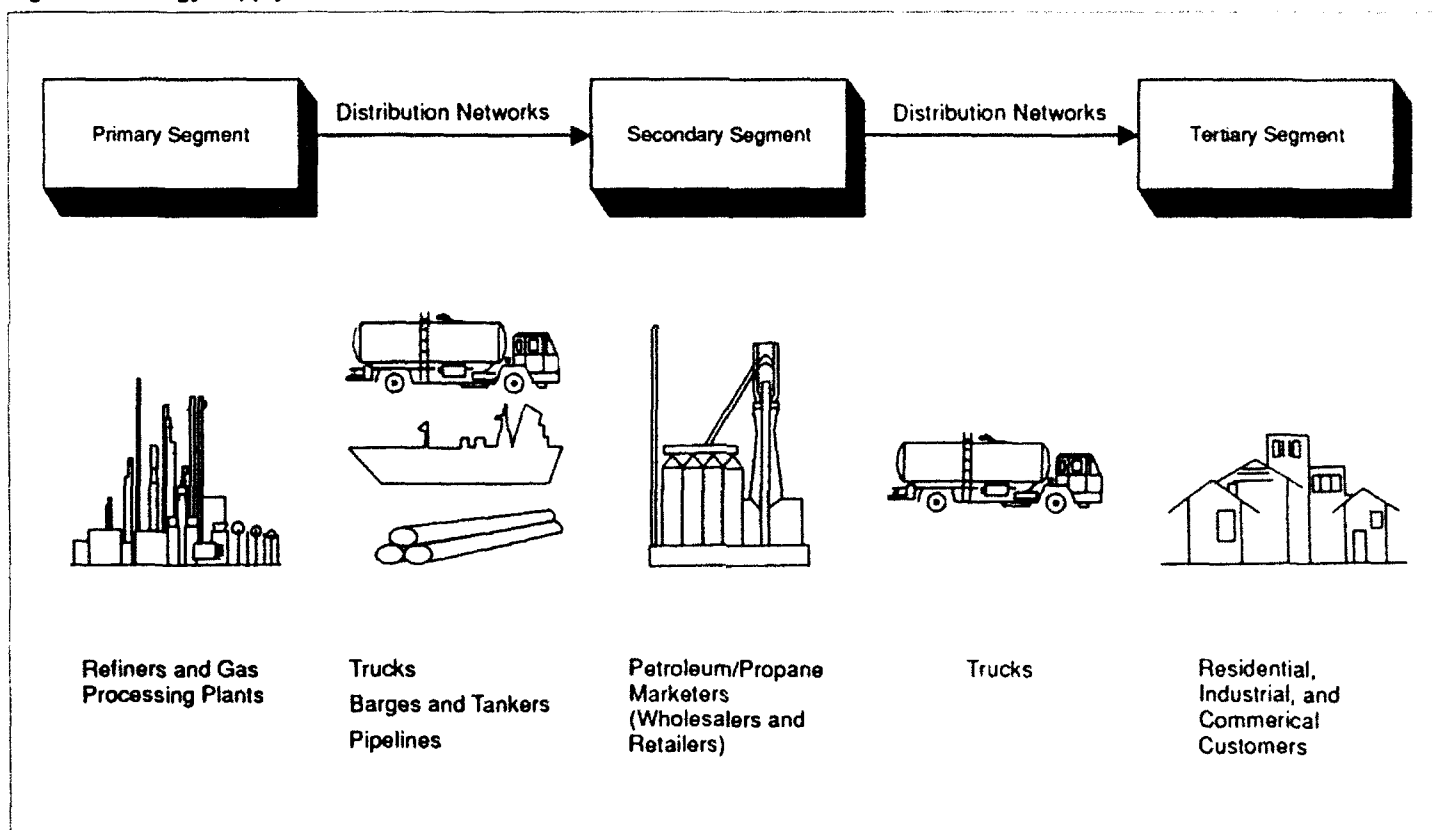 Primary Segment
Distribution Networks
Secondary Segment
Distribution Networks
Tertiary Segment
Refiners and Gas
Processing Plants
Trucks
Barges and Tankers
Pipelines
Petroleum/Propane
Marketers
(Wholesalers and
Retailers)
Trucks
Residential,
Industrial, and
Commerical
Customers